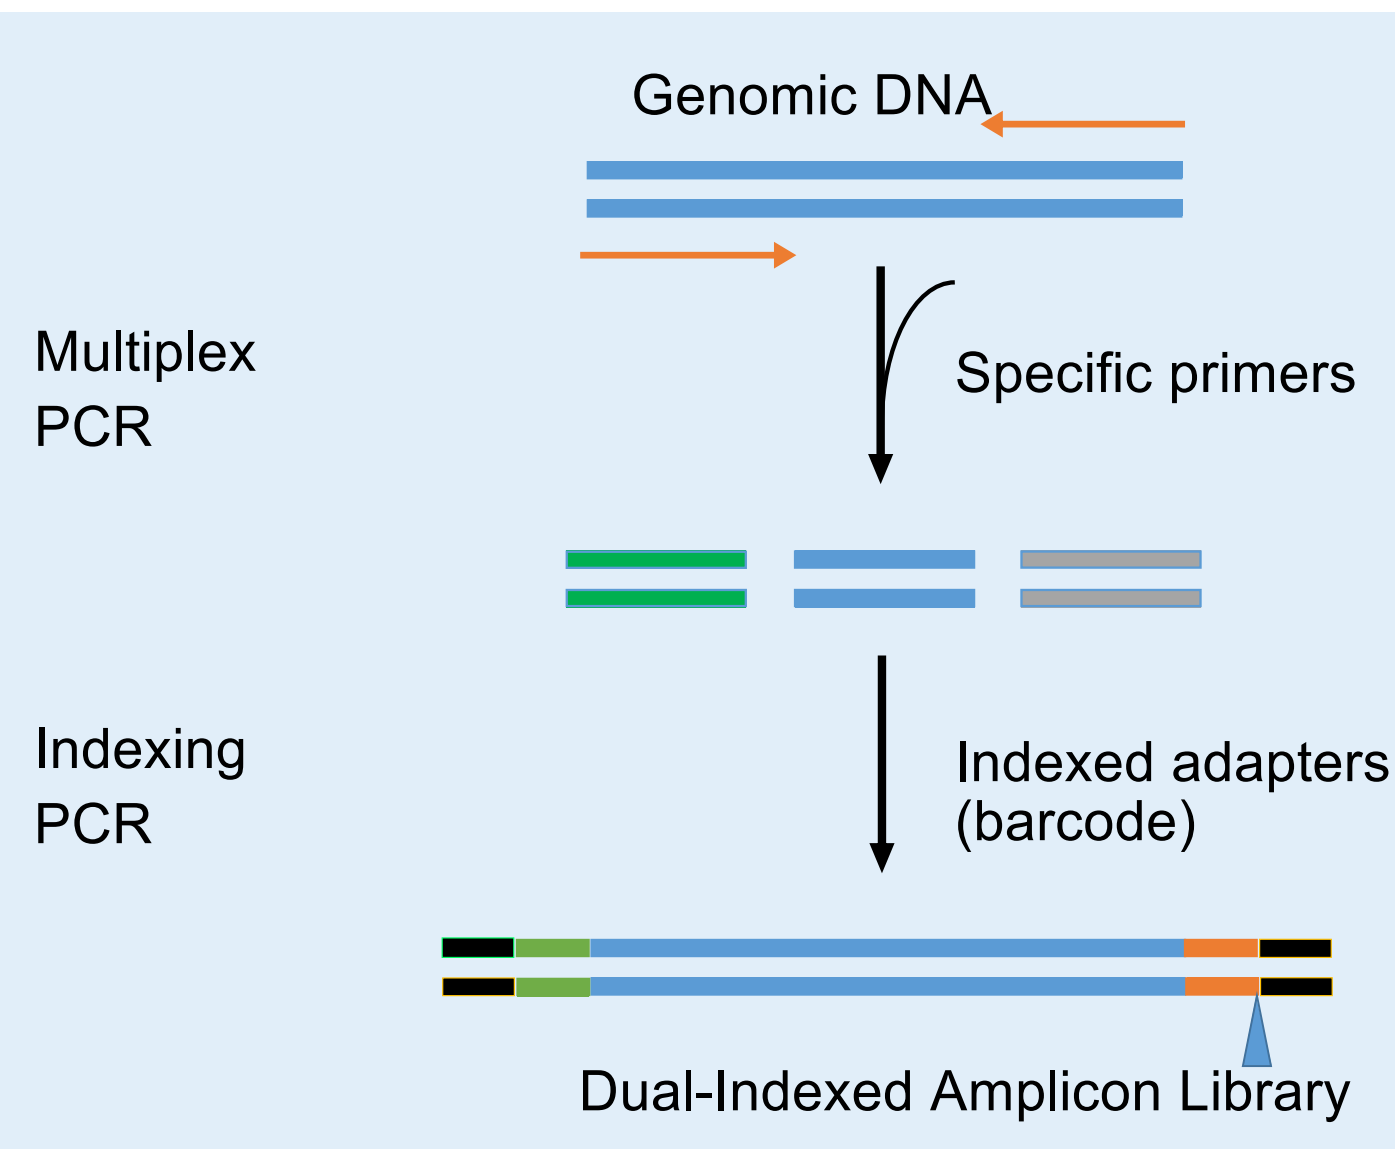 Genomic DNA
Multiplex
PCR
Specific primers
Indexing
PCR
Indexed adapters
(barcode)
Dual-Indexed Amplicon Library